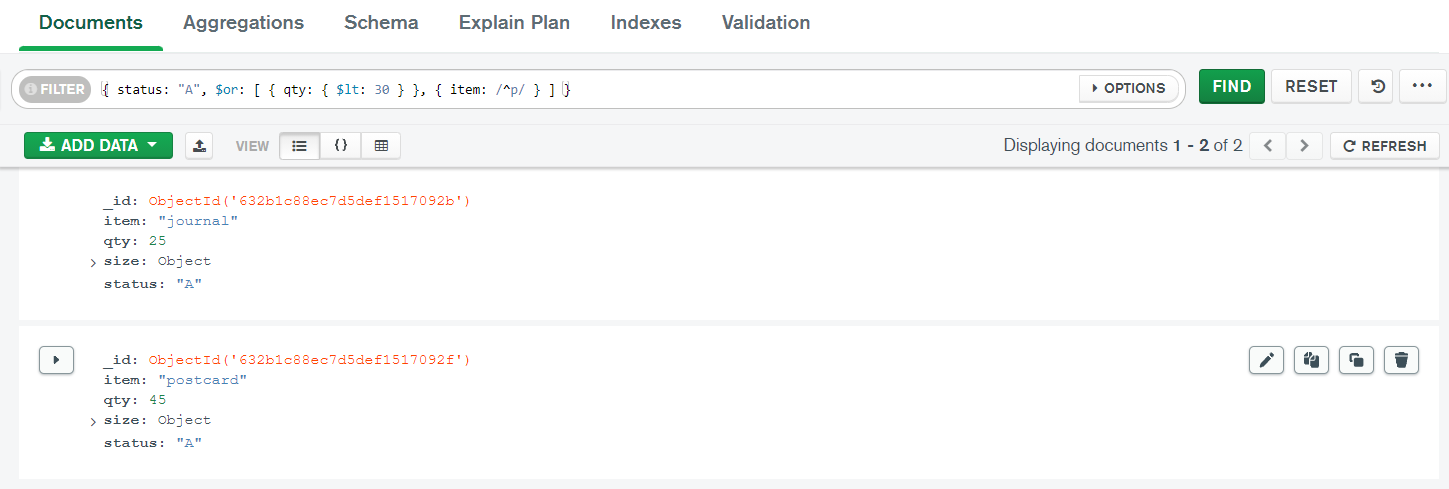 Documents Aggregations Schema Explain Plan Indexes Validation
FILTER { status: "A", $or: [ { qty: { $lt: 30 } }, { item: /^p/ } ] } OPTIONS FIND RESET
ADD DATA VIEW {} Displaying documents 1 - 2 of 2 REFRESH
_id: ObjectId('632b1c88ec7d5def1517092b')
item: "journal"
qty: 25
size: Object
status: "A"
_id: ObjectId('632b1c88ec7d5def1517092f')
item: "postcard"
qty: 45
size: Object
status: "A"